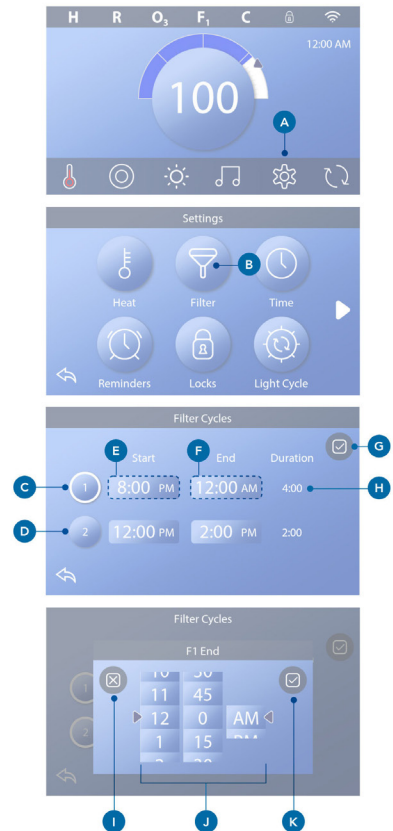 H R O3 F1 C
12:00 AM
100
A
Settings
B
Heat Filter Time
Reminders Locks Light Cycle
Filter Cycles
G
E Start F End Duration
C 1 8:00 PM 12:00 AM 4:00 H
D 2 12:00 PM 2:00 PM 2:00
Filter Cycles
F1 End
11 45
1 12 0 AM
2 1 15
I J K